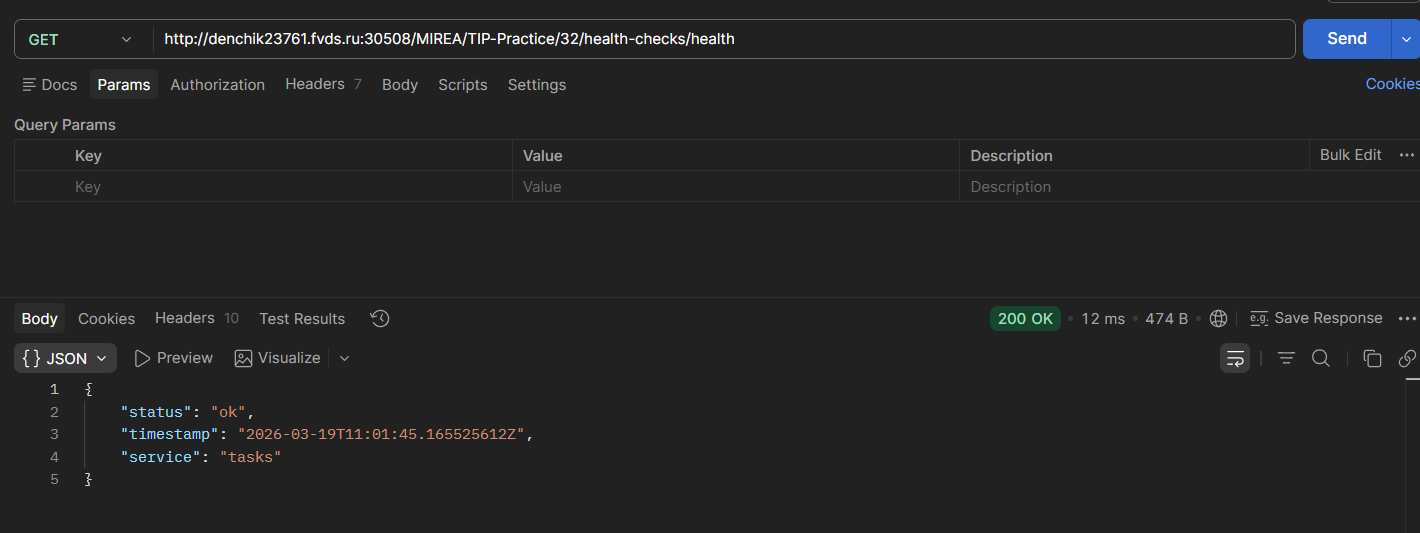 GET http://denchik23761.fvds.ru:30508/MIREA/TIP-Practice/32/health-checks/health Send
Docs Params Authorization Headers 7 Body Scripts Settings Cookies
Query Params
Key Value Description Bulk Edit ...
Key Value Description
Body Cookies Headers 10 Test Results 200 OK • 12 ms • 474 B e.g. Save Response ...
{} JSON Preview Visualize
1 {
2 "status": "ok",
3 "timestamp": "2026-03-19T11:01:45.165525612Z",
4 "service": "tasks"
5 }